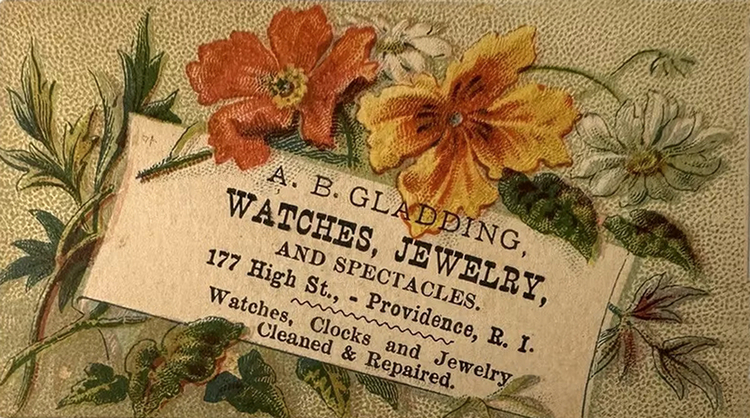 A. B. GLADDING,
WATCHES, JEWELRY,
AND SPECTACLES.
177 High St., - Providence, R. I.
Watches, Clocks and Jewelry
Cleaned & Repaired.